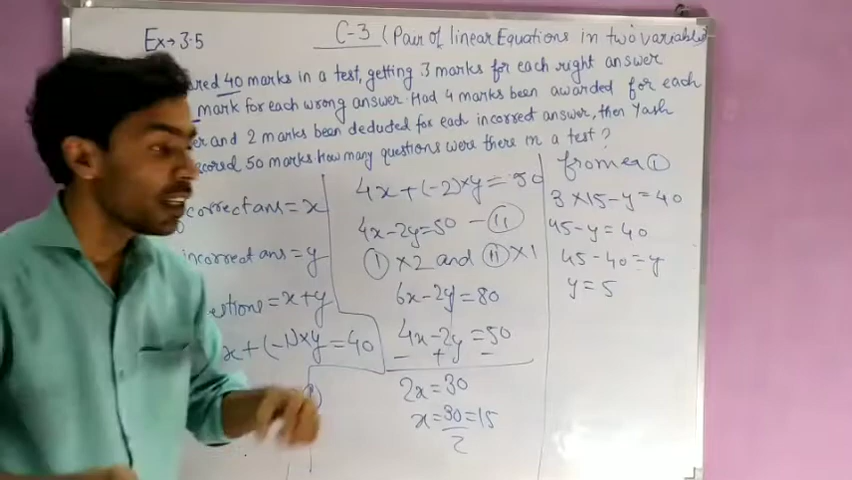 Ex→3.5
C-3 (Pair of linear Equations in two variables)
ored 40 marks in a test, getting 3 marks for each right answer
mark for each wrong answer. Had 4 marks been awarded for each
er and 2 marks been deducted for each incorrect answer, then Yash
scored 50 marks. How many questions were there in a test?
correct ans = x
incorrect ans = y
estions = x+y
x+(-1)×y=40
4x+(-2)×y=50
4x-2y=50 -(II)
(I)×2 and (II)×1
6x-2y=80
4x-2y=50
- + -
2x=30
x=30=15
2
from eq (I)
3×15-y=40
45-y=40
45-40=y
y=5